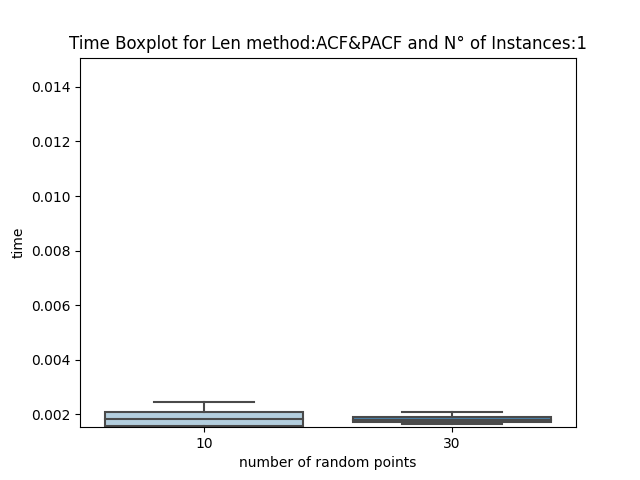 Time Boxplot for Len method:ACF&PACF and N° of Instances:1
0.014
0.012
0.010
0.008
0.006
0.004
0.002
time
10 30
number of random points